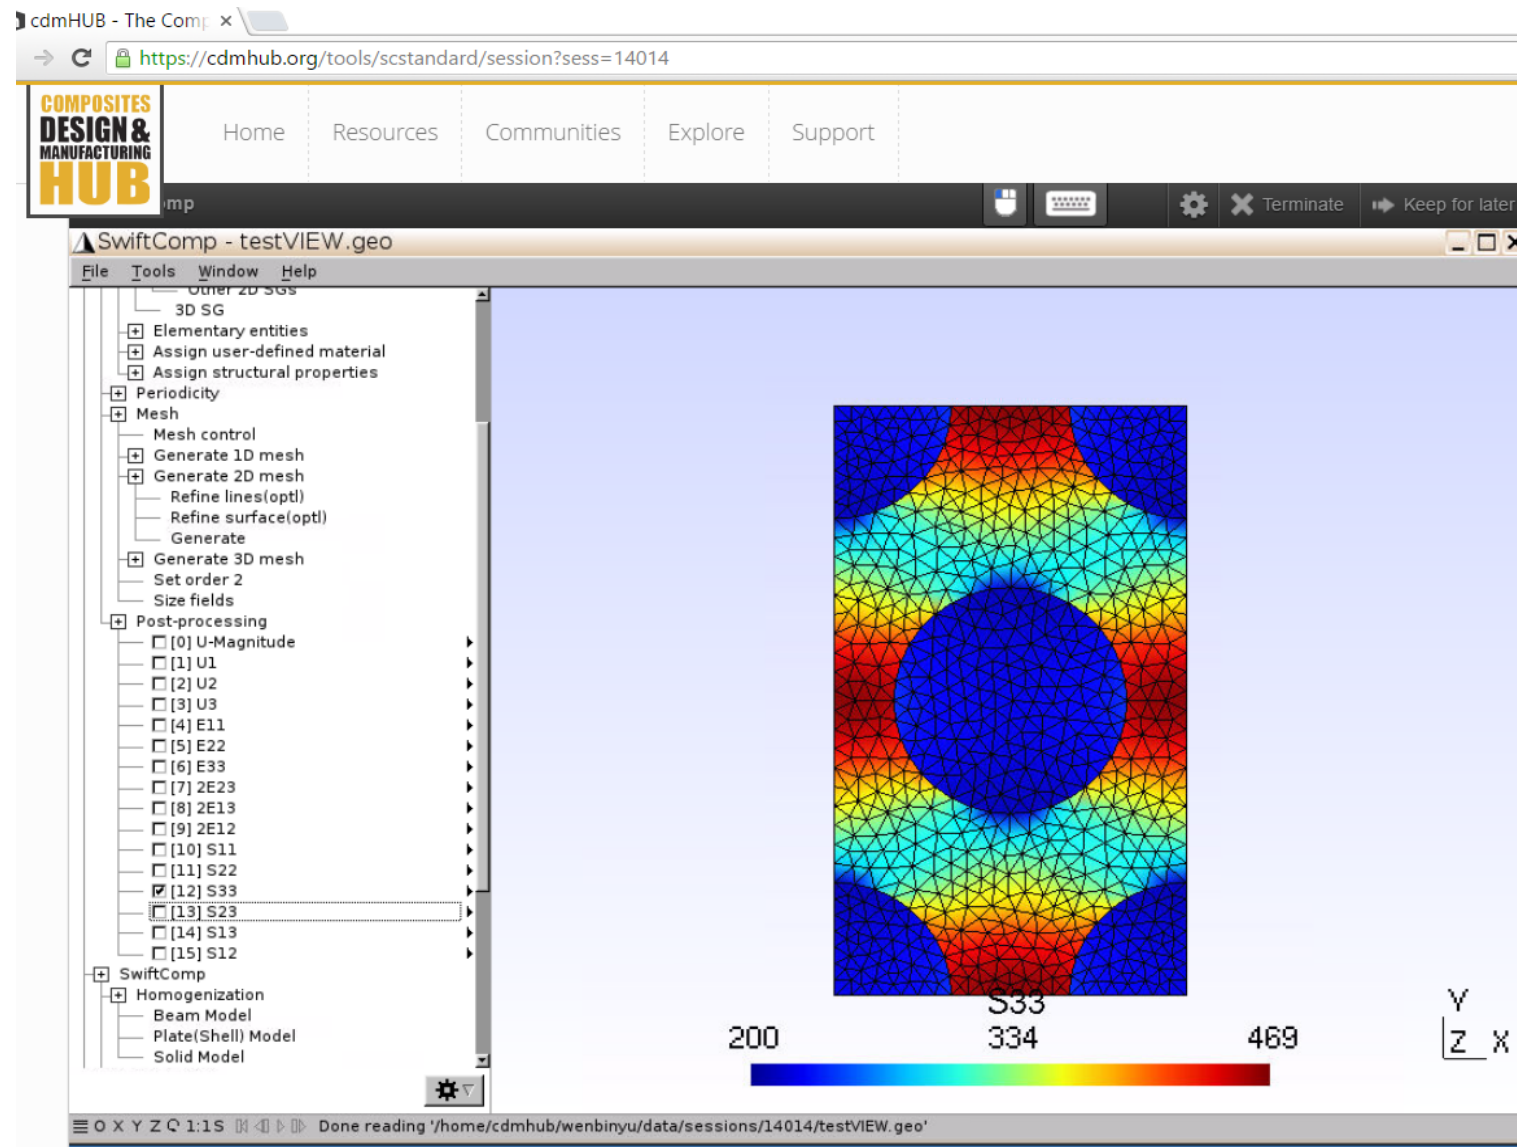 cdmHUB - The Comp
https://cdmhub.org/tools/scstandard/session?sess=14014
COMPOSITES
DESIGN &
MANUFACTURING
HUB
Home
Resources
Communities
Explore
Support
mp
Terminate
Keep for later
SwiftComp - testVIEW.geo
File Tools Window Help
Other 2D SGs
3D SG
Elementary entities
Assign user-defined material
Assign structural properties
Periodicity
Mesh
Mesh control
Generate 1D mesh
Generate 2D mesh
Refine lines(optl)
Refine surface(optl)
Generate
Generate 3D mesh
Set order 2
Size fields
Post-processing
[0] U-Magnitude
[1] U1
[2] U2
[3] U3
[4] E11
[5] E22
[6] E33
[7] 2E23
[8] 2E13
[9] 2E12
[10] S11
[11] S22
[12] S33
[13] S23
[14] S13
[15] S12
SwiftComp
Homogenization
Beam Model
Plate(Shell) Model
Solid Model
S33
200 334 469
Y
Z X
O X Y Z 1:1 S Done reading '/home/cdmhub/wenbinyu/data/sessions/14014/testVIEW.geo'